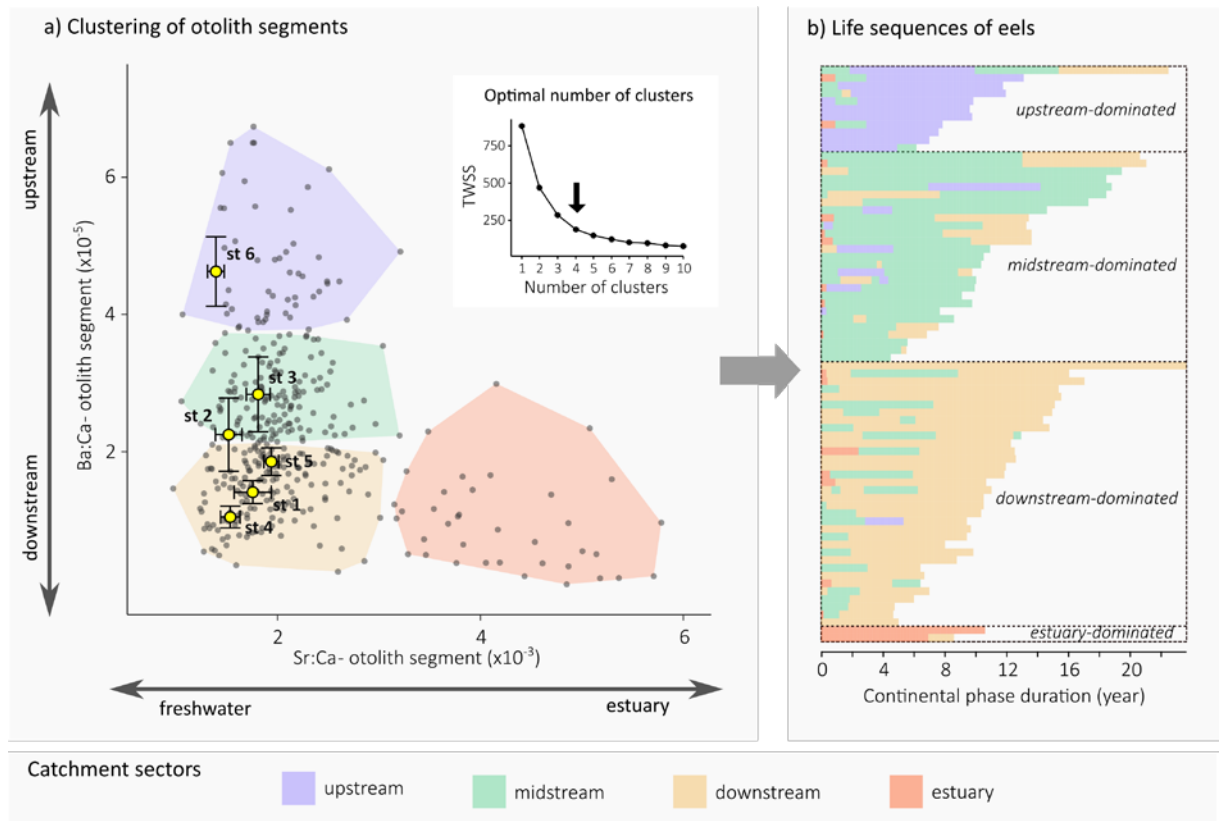 a) Clustering of otolith segments
upstream
downstream
Ba:Ca- otolith segment (x10⁻⁵)
6
4
2
st 6
st 3
st 2
st 5
st 1
st 4
Optimal number of clusters
TWSS
750
500
250
1 2 3 4 5 6 7 8 9 10
Number of clusters
2 4 6
Sr:Ca- otolith segment (x10⁻³)
freshwater estuary
b) Life sequences of eels
upstream-dominated
midstream-dominated
downstream-dominated
estuary-dominated
0 4 8 12 16 20
Continental phase duration (year)
Catchment sectors
upstream midstream downstream estuary